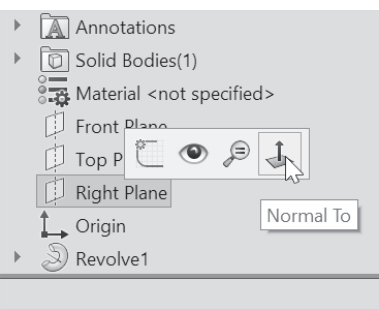 Annotations
Solid Bodies(1)
Material <not specified>
Front Plane
Top P
Right Plane
Normal To
Origin
Revolve1